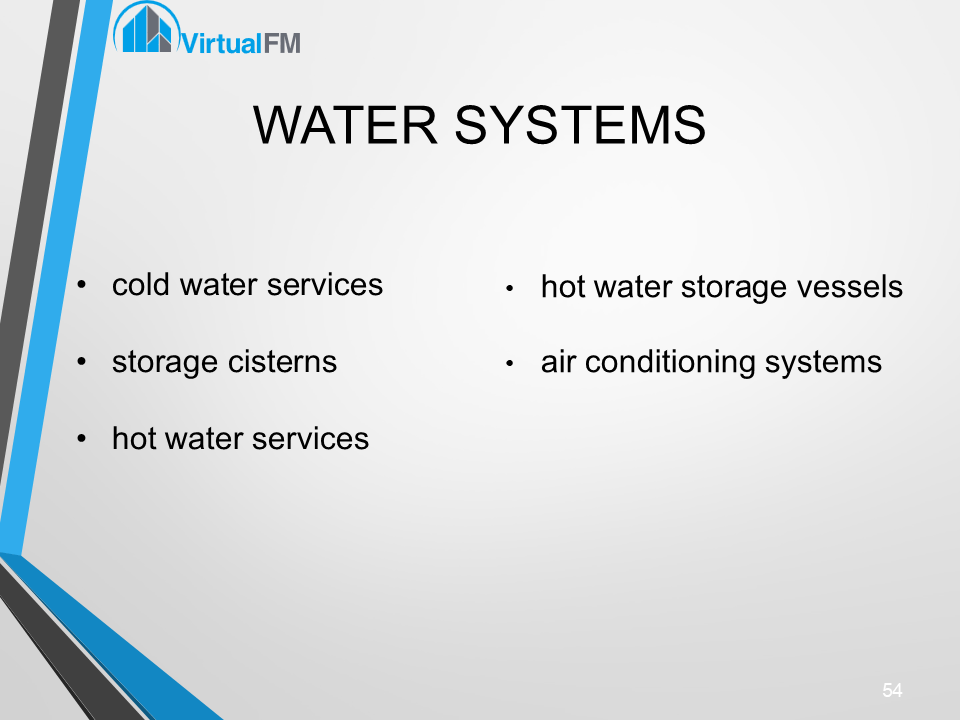 VirtualFM
WATER SYSTEMS
• cold water services
• storage cisterns
• hot water services
• hot water storage vessels
• air conditioning systems
54